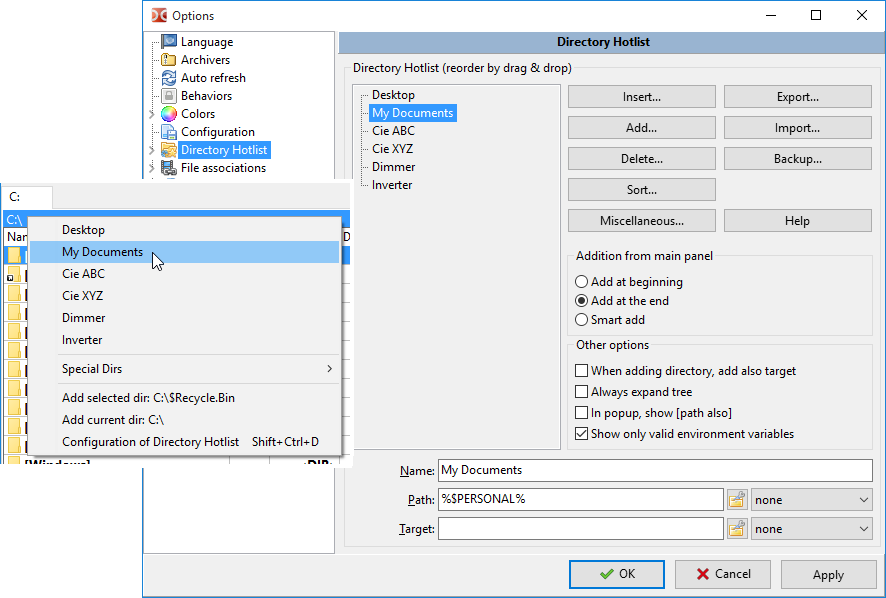 Options
Language
Archivers
Auto refresh
Behaviors
Colors
Configuration
Directory Hotlist
File associations
Directory Hotlist
Directory Hotlist (reorder by drag & drop)
Desktop
My Documents
Cie ABC
Cie XYZ
Dimmer
Inverter
Insert...
Export...
Add...
Import...
Delete...
Backup...
Sort...
Miscellaneous...
Help
Addition from main panel
Add at beginning
Add at the end
Smart add
Other options
When adding directory, add also target
Always expand tree
In popup, show [path also]
Show only valid environment variables
Name: My Documents
Path: %$PERSONAL% none
Target: none
OK
Cancel
Apply
C:
C:\
Desktop
My Documents
Cie ABC
Cie XYZ
Dimmer
Inverter
Special Dirs
Add selected dir: C:\$Recycle.Bin
Add current dir: C:\
Configuration of Directory Hotlist Shift+Ctrl+D